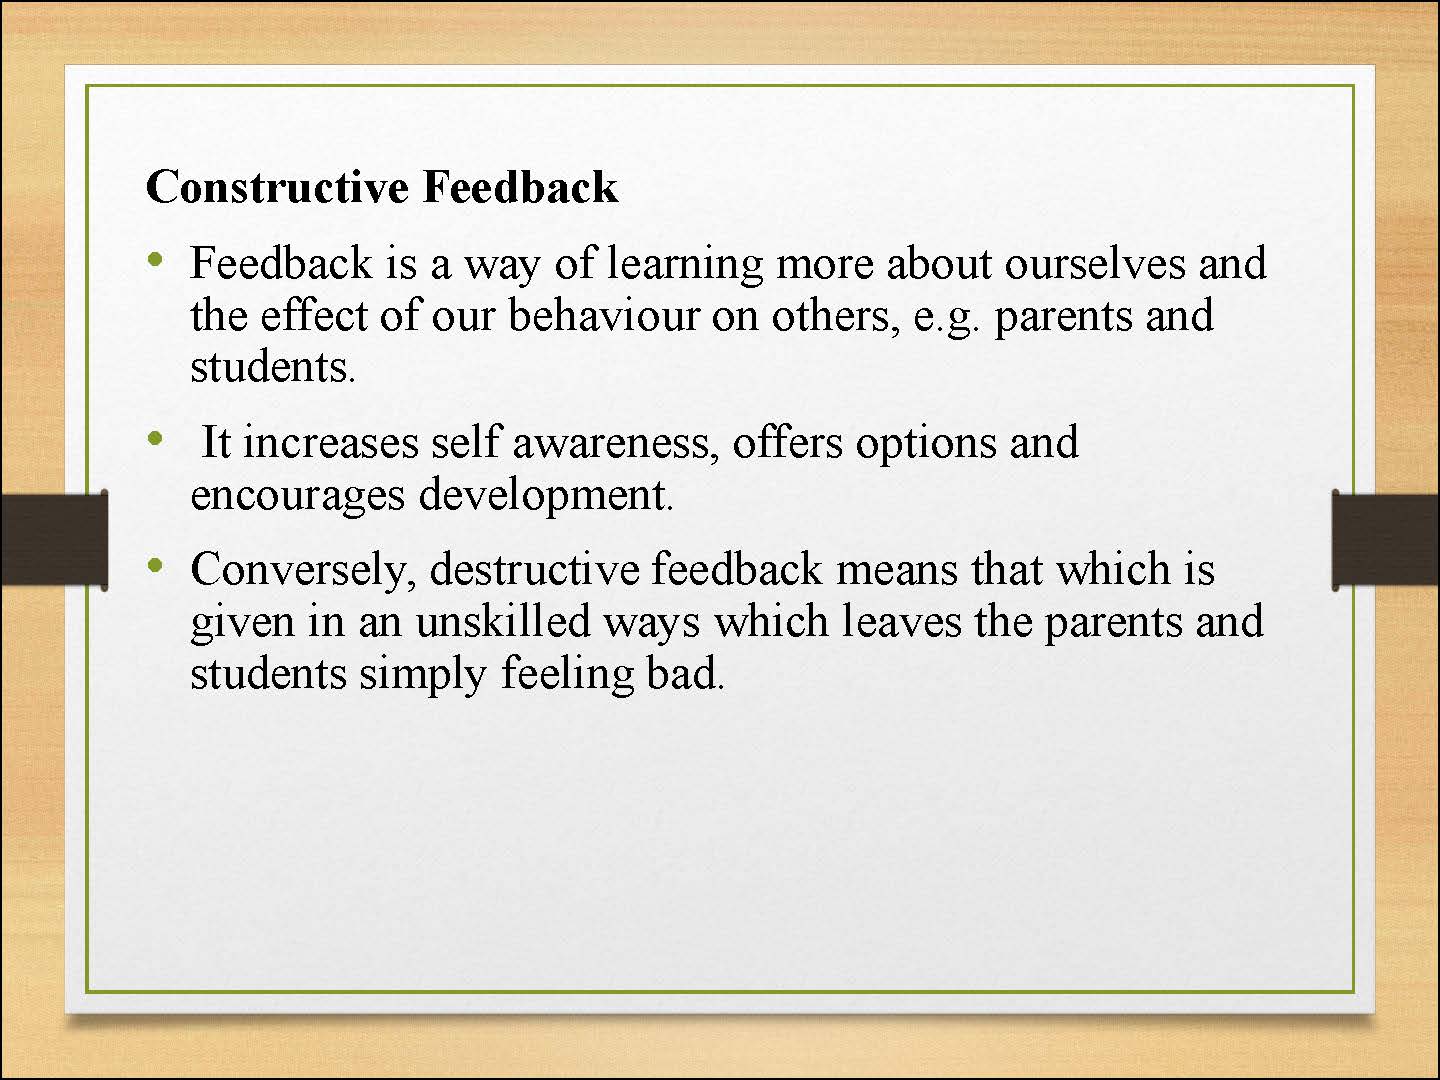 Constructive Feedback
• Feedback is a way of learning more about ourselves and
the effect of our behaviour on others, e.g. parents and
students.
• It increases self awareness, offers options and
encourages development.
• Conversely, destructive feedback means that which is
given in an unskilled ways which leaves the parents and
students simply feeling bad.